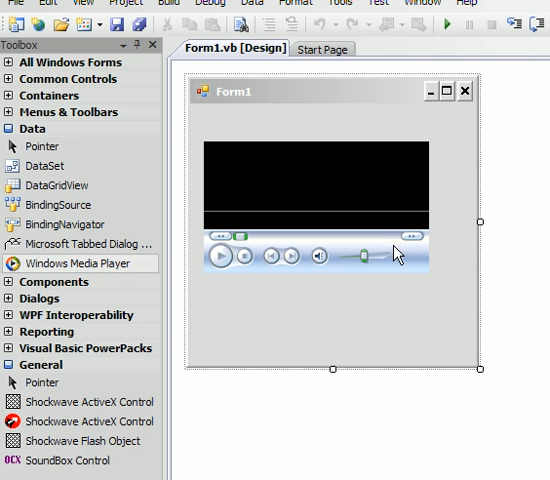 File Edit View Project Build Debug Data Format Tools Test Window Help
Toolbox
Form1.vb [Design] Start Page
All Windows Forms
Common Controls
Containers
Menus & Toolbars
Data
Pointer
DataSet
DataGridView
BindingSource
BindingNavigator
Microsoft Tabbed Dialog ...
Windows Media Player
Components
Dialogs
WPF Interoperability
Reporting
Visual Basic PowerPacks
General
Pointer
Shockwave ActiveX Control
Shockwave ActiveX Control
Shockwave Flash Object
OCX SoundBox Control
Form1